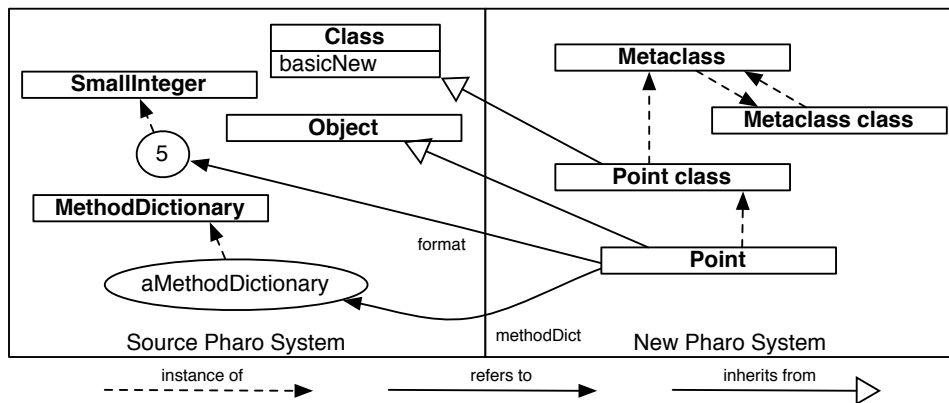 Class
basicNew
Metaclass
SmallInteger
Metaclass class
Object
5
Point class
MethodDictionary
format
Point
aMethodDictionary
methodDict
Source Pharo System
New Pharo System
instance of
refers to
inherits from